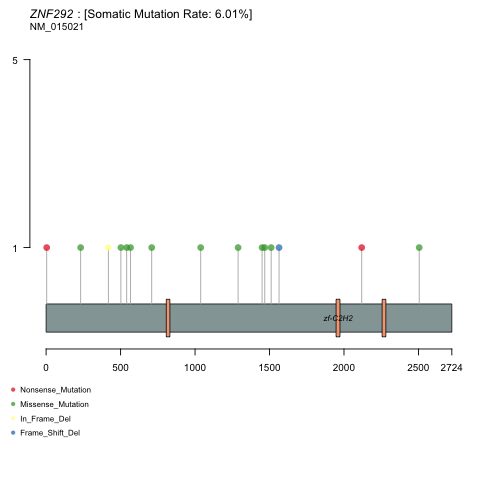 ZNF292 : [Somatic Mutation Rate: 6.01%]
NM_015021
5
1
zf-C2H2
0 500 1000 1500 2000 2500 2724
Nonsense_Mutation
Missense_Mutation
In_Frame_Del
Frame_Shift_Del